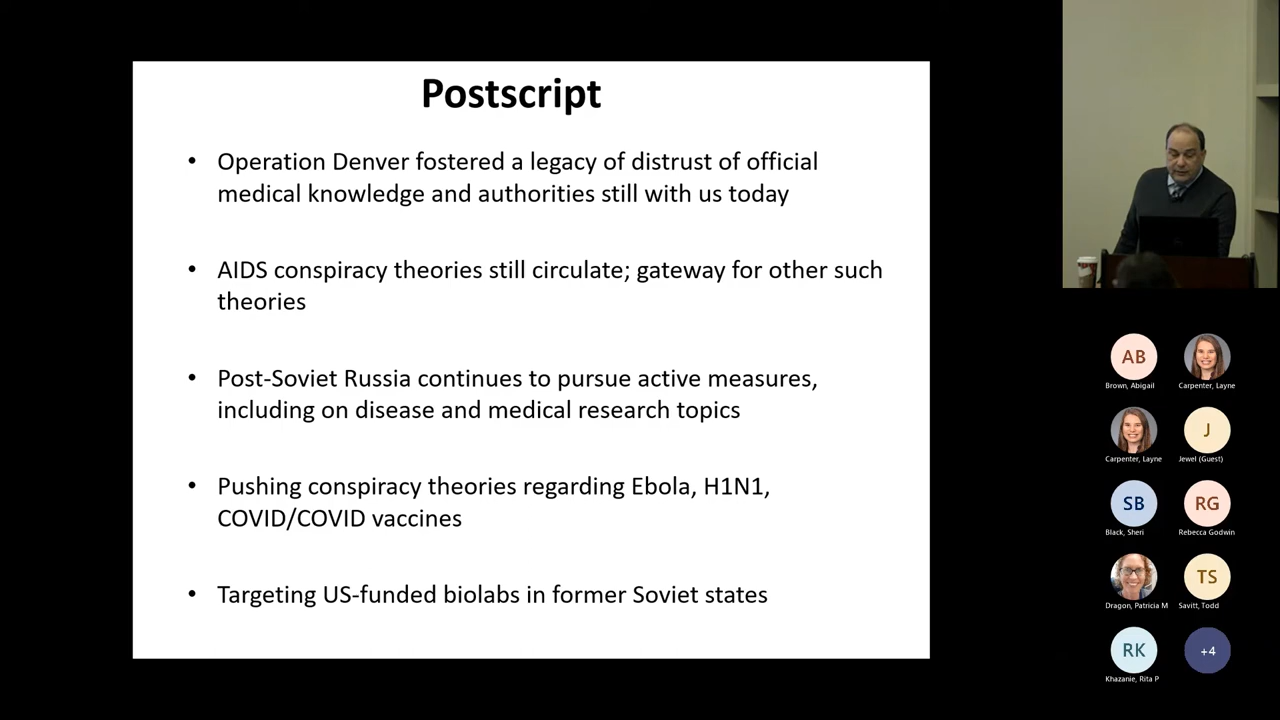 Postscript
• Operation Denver fostered a legacy of distrust of official
medical knowledge and authorities still with us today
• AIDS conspiracy theories still circulate; gateway for other such
theories
• Post-Soviet Russia continues to pursue active measures,
including on disease and medical research topics
• Pushing conspiracy theories regarding Ebola, H1N1,
COVID/COVID vaccines
• Targeting US-funded biolabs in former Soviet states
AB
Brown, Abigail
Carpenter, Layne
Carpenter, Layne
J
Jewel (Guest)
SB
Black, Sheri
RG
Rebecca Godwin
Dragon, Patricia M
TS
Savitt, Todd
RK
Khazanie, Rita P
+4